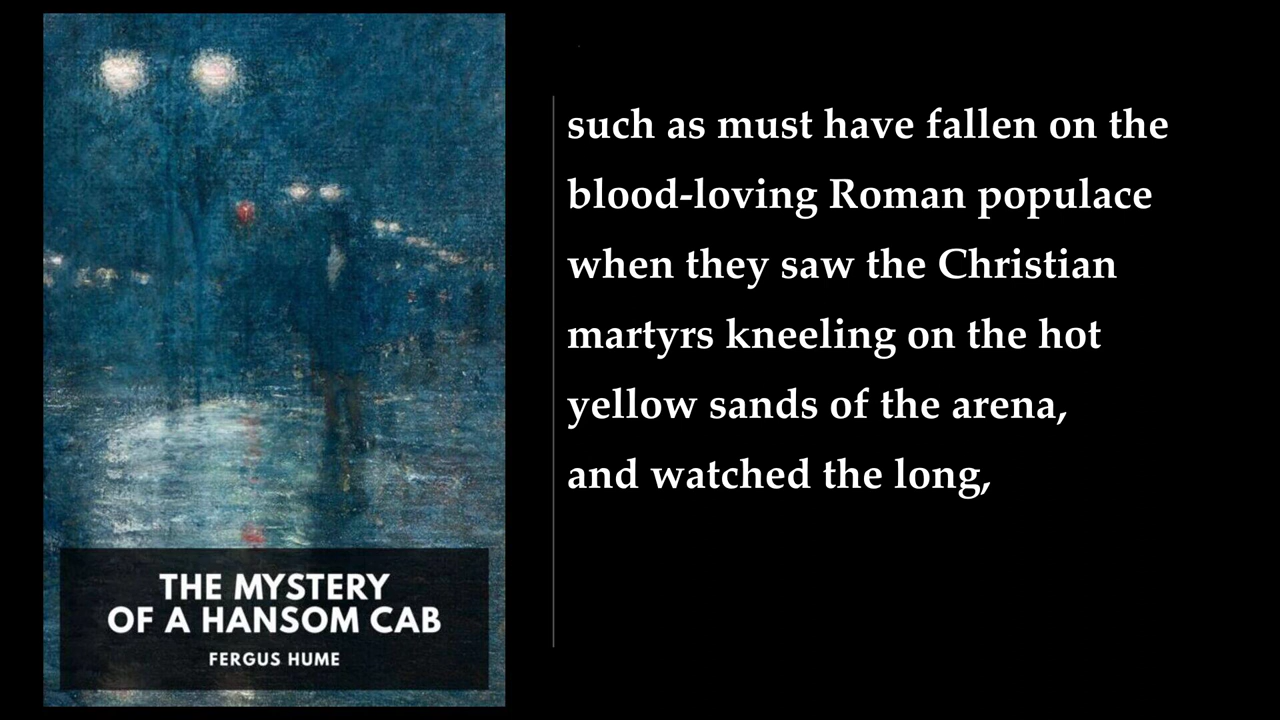 such as must have fallen on the
blood-loving Roman populace
when they saw the Christian
martyrs kneeling on the hot
yellow sands of the arena,
and watched the long,
THE MYSTERY
OF A HANSOM CAB
FERGUS HUME